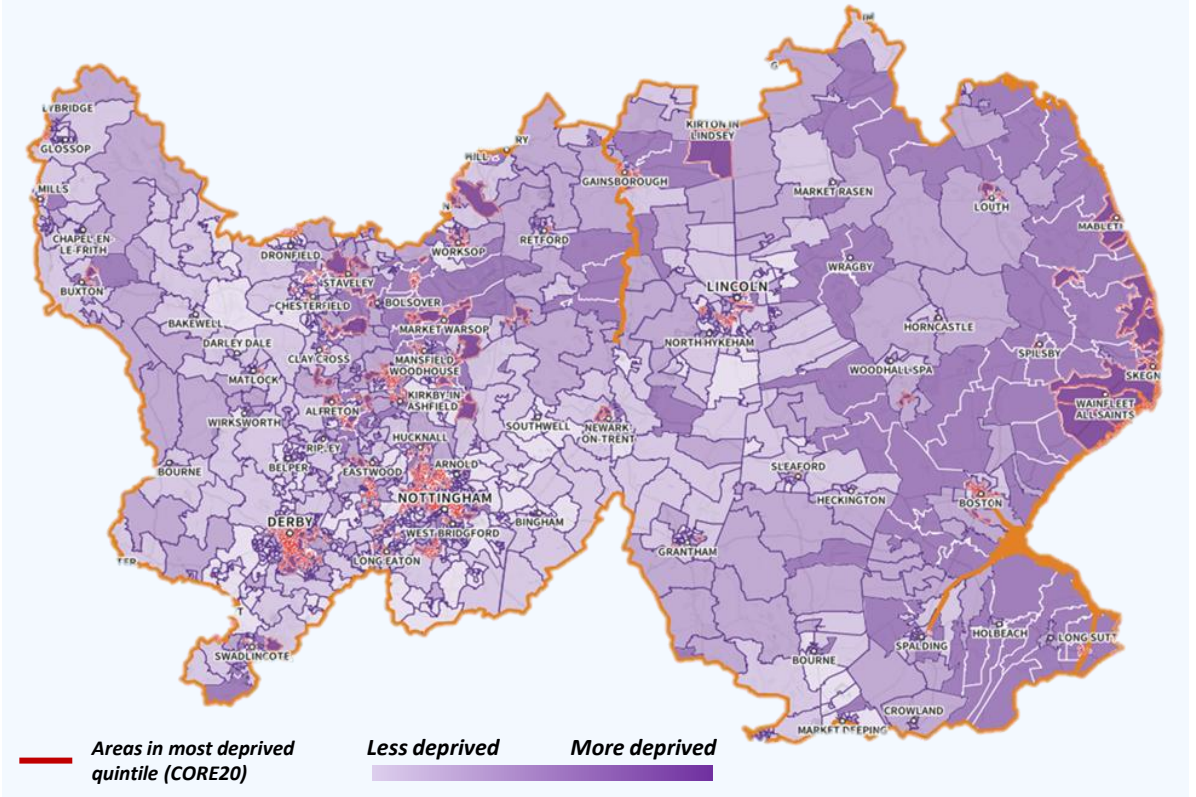 IM
G
LYBRIDGE
GLOSSOP
KIRTON IN
LINDSEY
RY
HILL
GAINSBOROUGH
MILLS
MARKET RASEN
LOUTH
N
CHAPEL-EN-
LE-FRITH
DRONFIELD
WORKSOP
RETFORD
MABLET
BUXTON
STAVELEY
WRAGBY
CHESTERFIELD
BOLSOVER
LINCOLN
BAKEWELL
MARKET WARSOP
HORNCASTLE
DARLEY DALE
NORTH HYKEHAM
CLAY CROSS
MANSFIELD
WOODHOUSE
SPILSBY
MATLOCK
WOODHALL SPA
SKEGN
KIRKBY-IN-
ASHFIELD
WAINFLEET
ALL SAINTS
ALFRETON
WIRKSWORTH
SOUTHWELL
NEWARK-
ON-TRENT
HUCKNALL
RIPLEY
BELPER
EASTWOOD
ARNOLD
BOURNE
SLEAFORD
NOTTINGHAM
HECKINGTON
BOSTON
DERBY
BINGHAM
WEST BRIDGFORD
GRANTHAM
LONG EATON
TER
T
HOLBEACH
LONG SUTT
SPALDING
SWADLINCOTE
BOURNE
CROWLAND
MARKET DEEPING
Areas in most deprived
quintile (CORE20)
Less deprived
More deprived